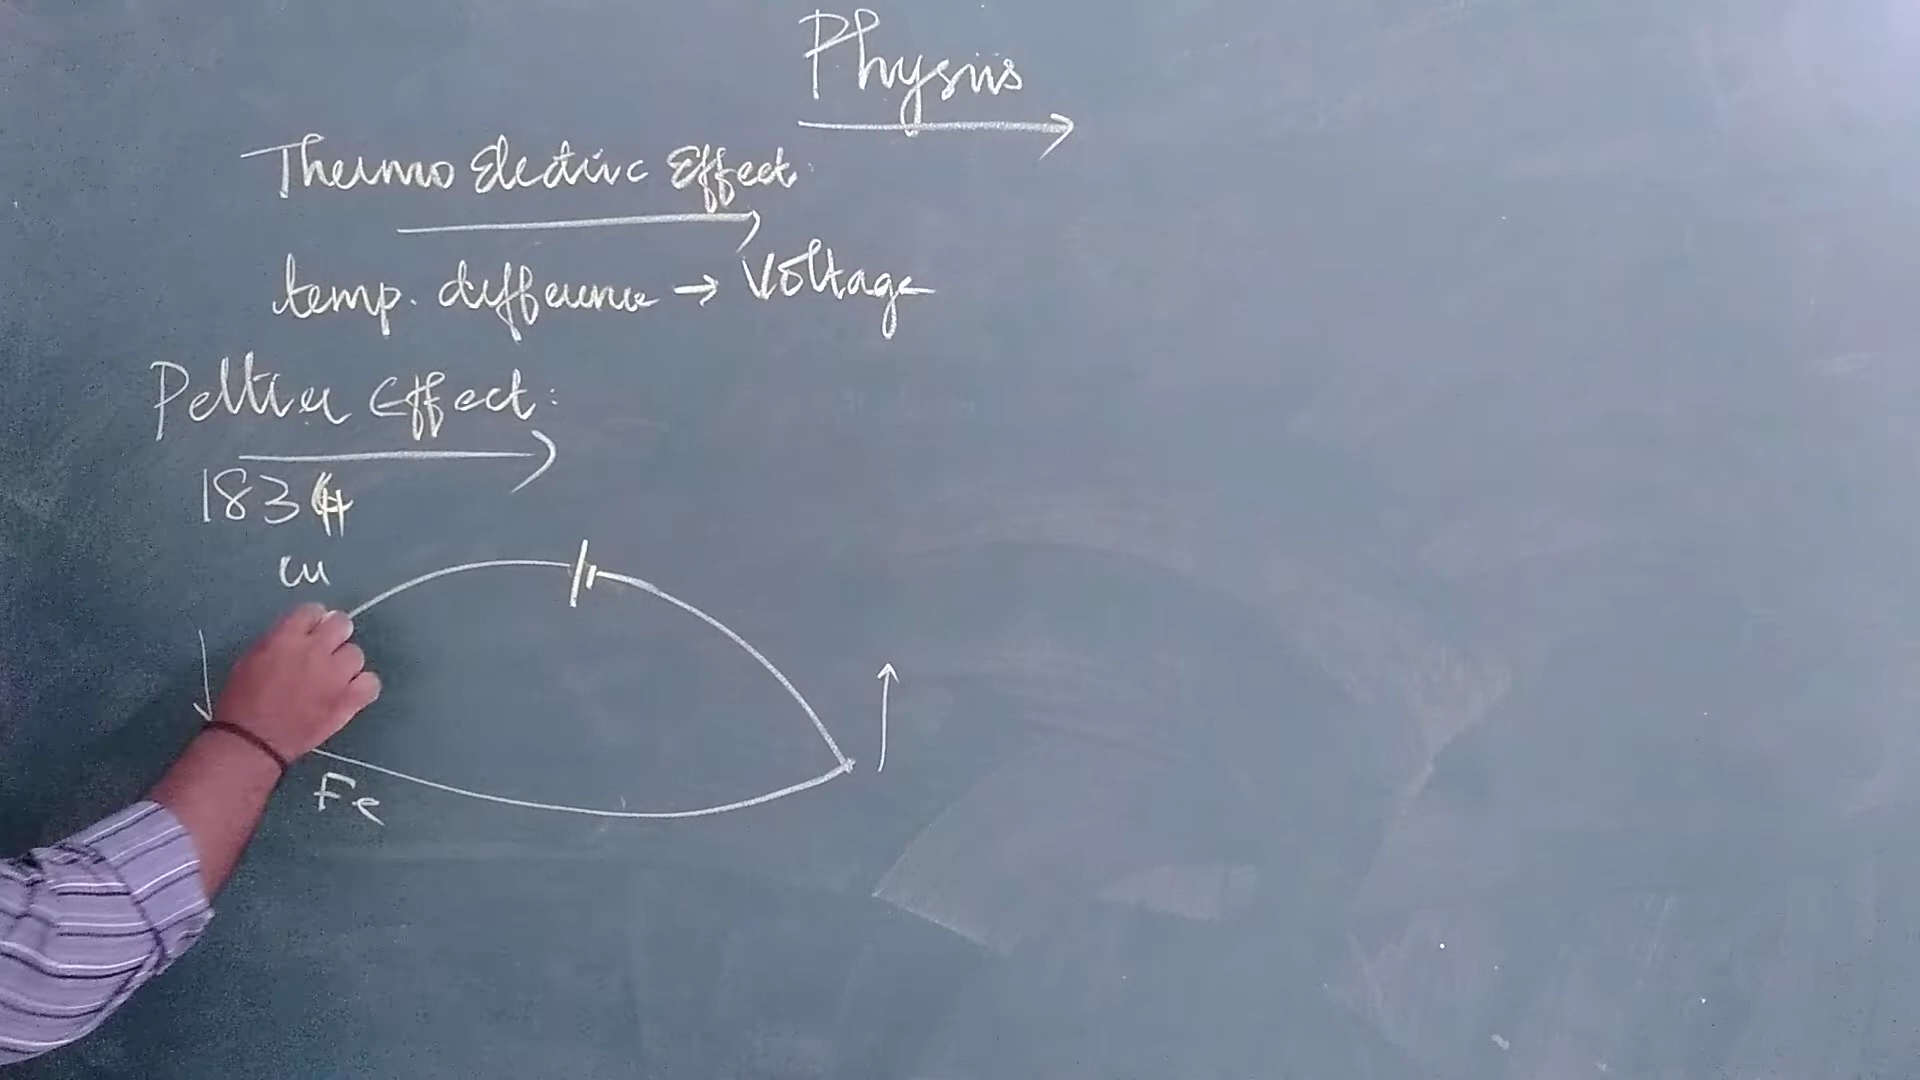 Physics
Thermo Electric Effect:
temp. difference → Voltage
Peltier Effect:
1834
Cu
Fe